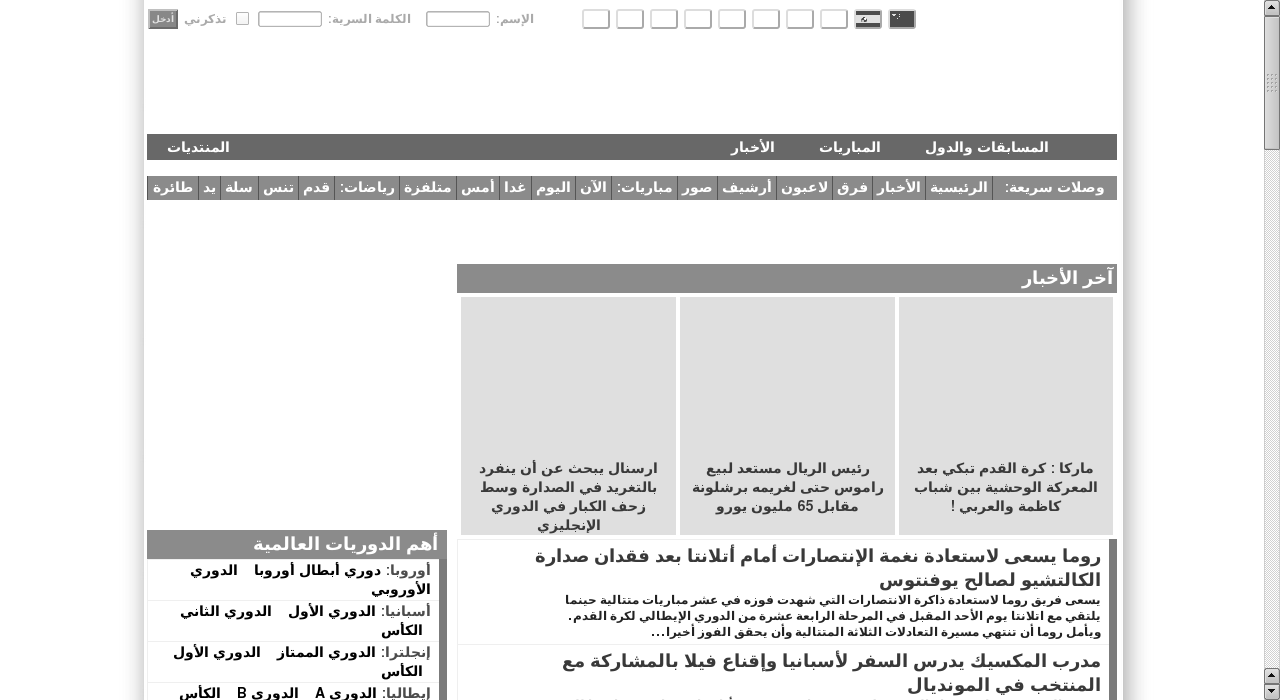 الإسم: الكلمة السرية: تذكرني أدخل
المسابقات والدول المباريات الأخبار المنتديات
وصلات سريعة: الرئيسية الأخبار فرق لاعبون أرشيف صور مباريات: الآن اليوم غدا أمس متلفزة رياضات: قدم تنس سلة يد طائرة
آخر الأخبار
ماركا : كرة القدم تبكي بعد
المعركة الوحشية بين شباب
كاظمة والعربي !
رئيس الريال مستعد لبيع
راموس حتى لغريمه برشلونة
مقابل 65 مليون يورو
ارسنال يبحث عن أن ينفرد
بالتغريد في الصدارة وسط
زحف الكبار في الدوري
الإنجليزي
روما يسعى لاستعادة نغمة الإنتصارات أمام أتلانتا بعد فقدان صدارة
الكالتشيو لصالح يوفنتوس
يسعى فريق روما لاستعادة ذاكرة الانتصارات التي شهدت فوزه في عشر مباريات متتالية حينما
يلتقي مع اتلانتا يوم الأحد المقبل في المرحلة الرابعة عشرة من الدوري الإيطالي لكرة القدم.
ويأمل روما أن تنتهي مسيرة التعادلات الثلاثة المتتالية وأن يحقق الفوز أخيرا...
مدرب المكسيك يدرس السفر لأسبانيا وإقناع فيلا بالمشاركة مع
المنتخب في المونديال
أهم الدوريات العالمية
أوروبا: دوري أبطال أوروبا الدوري
الأوروبي
أسبانيا: الدوري الأول الدوري الثاني
الكأس
إنجلترا: الدوري الممتاز الدوري الأول
الكأس
إيطاليا: الدوري A الدوري B الكأس